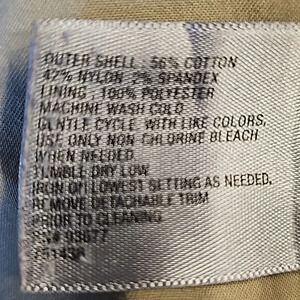 OUTER SHELL : 56% COTTON
42% NYLON 2% SPANDEX
LINING : 100% POLYESTER
MACHINE WASH COLD
GENTLE CYCLE, WITH LIKE COLORS,
USE ONLY NON-CHLORINE BLEACH
WHEN NEEDED
TUMBLE DRY LOW
IRON ON LOWEST SETTING AS NEEDED.
REMOVE DETACHABLE TRIM
PRIOR TO CLEANING
RN# 93677